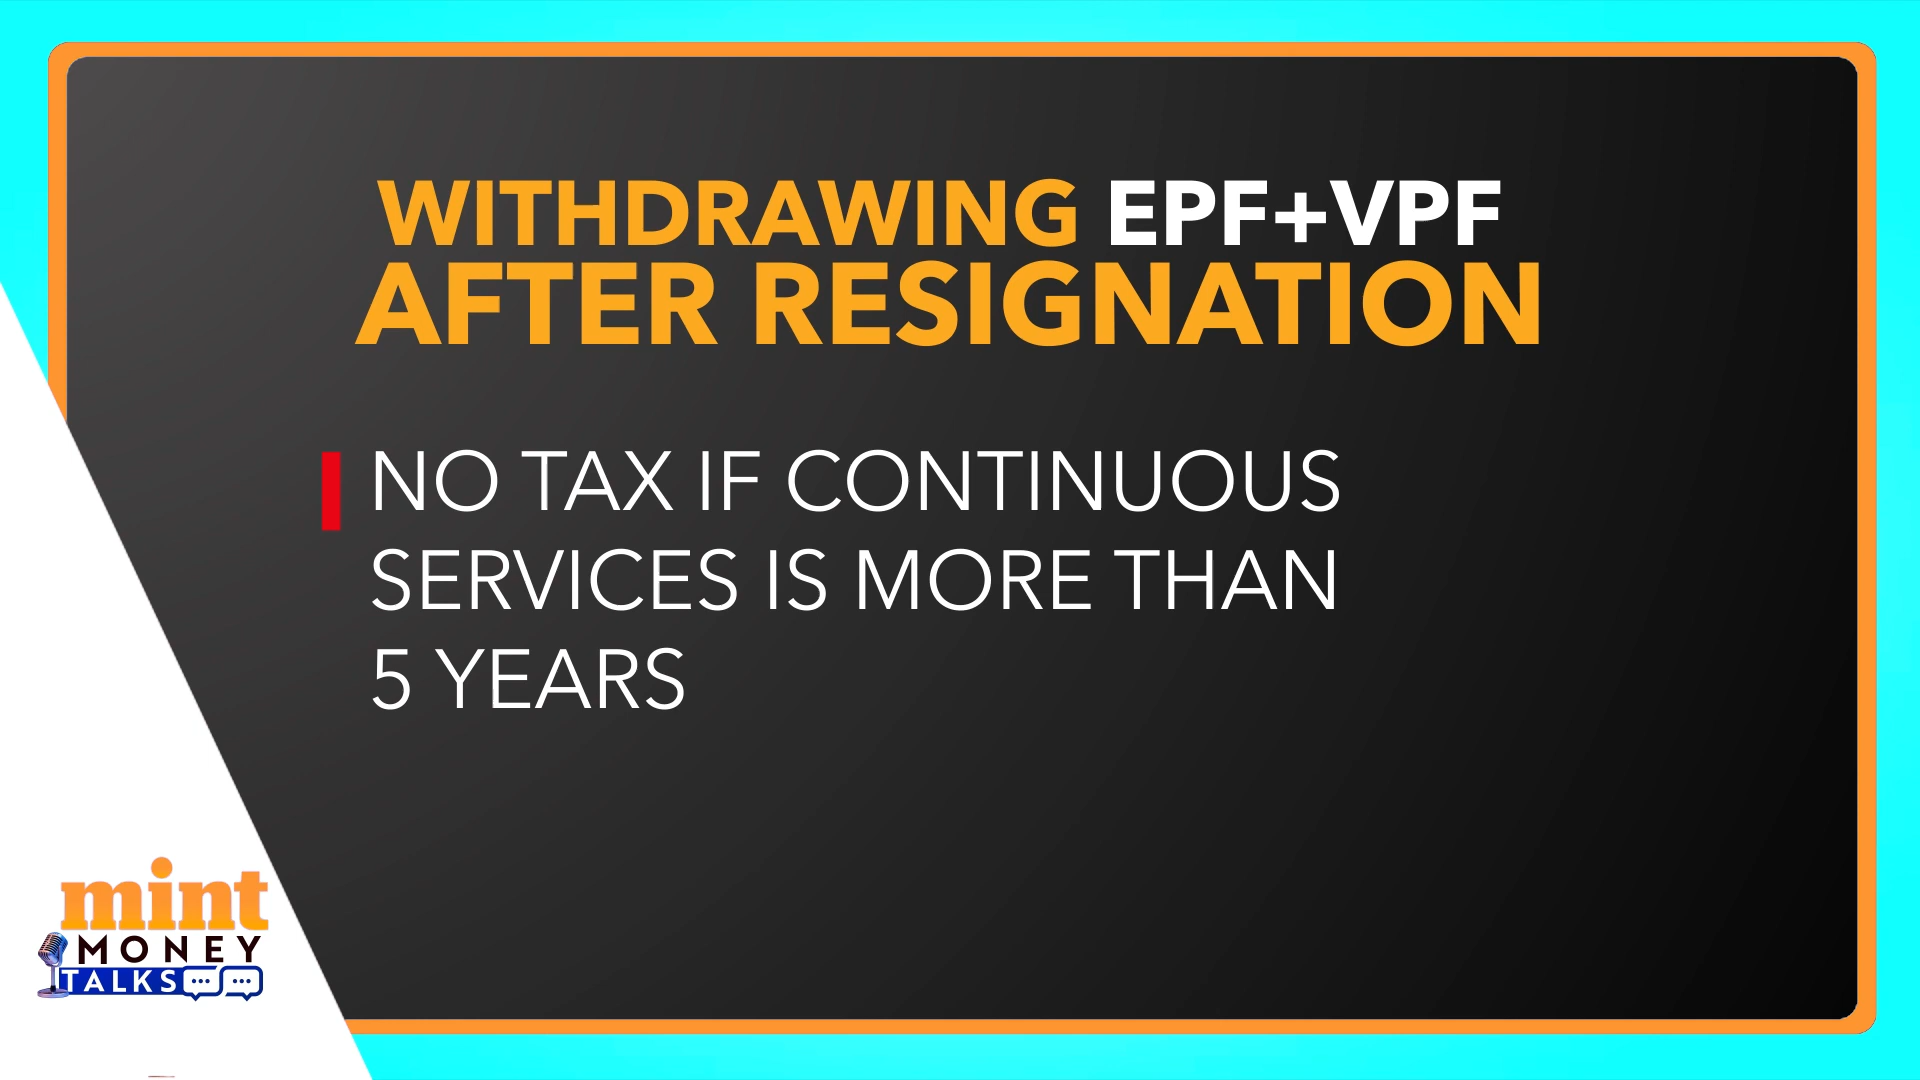 WITHDRAWING EPF+VPF
AFTER RESIGNATION
NO TAX IF CONTINUOUS
SERVICES IS MORE THAN
5 YEARS
mint
MONEY
TALKS